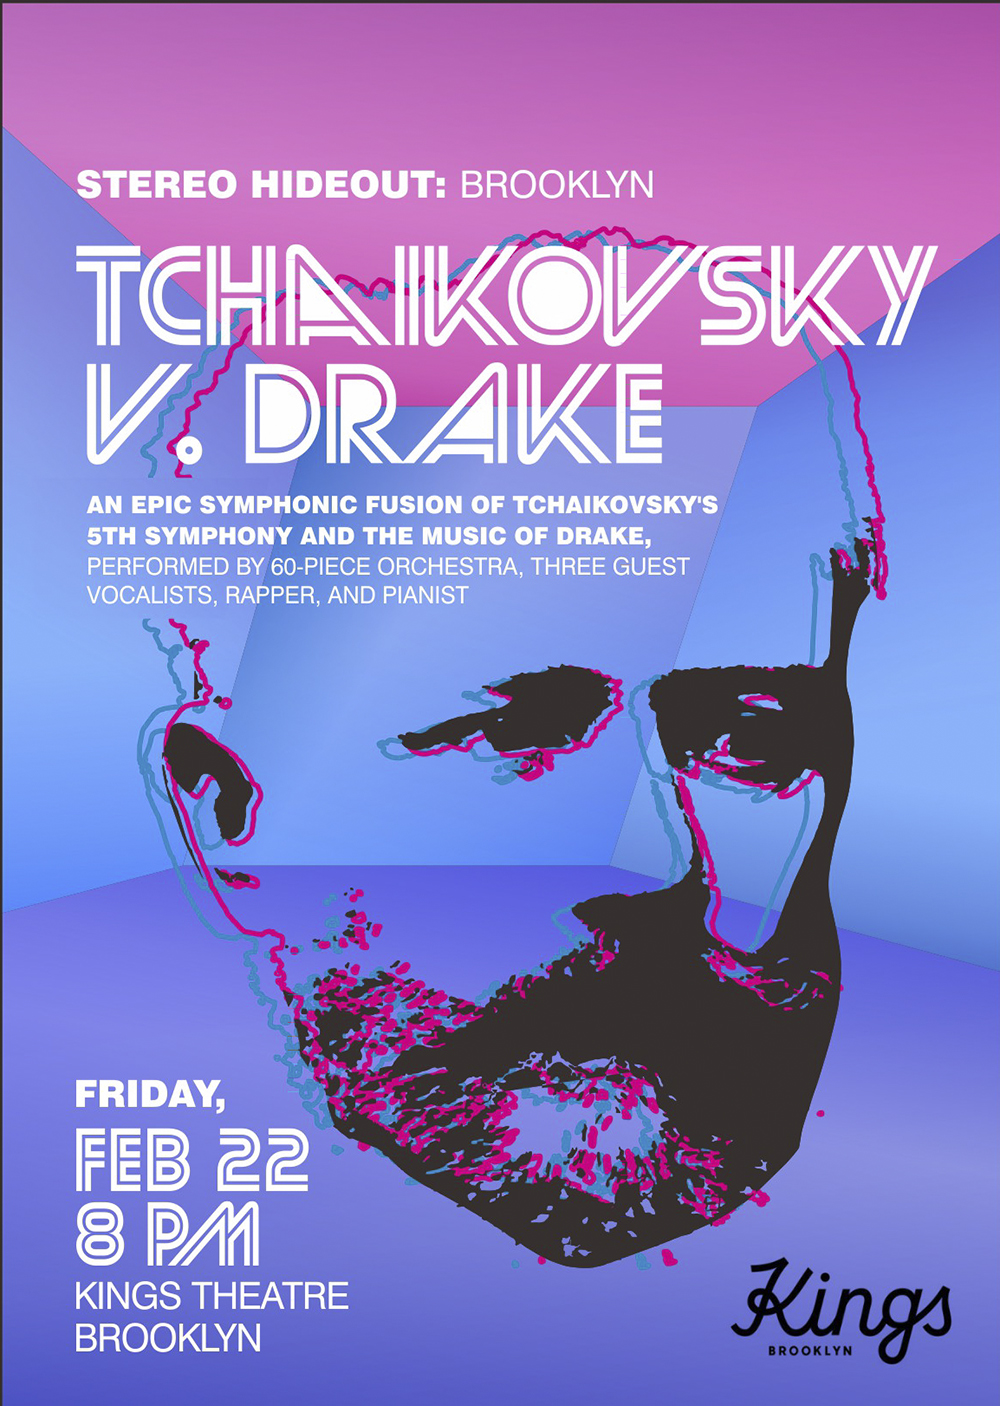 STEREO HIDEOUT: BROOKLYN
TCHAIKOVSKY
V. DRAKE
AN EPIC SYMPHONIC FUSION OF TCHAIKOVSKY'S
5TH SYMPHONY AND THE MUSIC OF DRAKE,
PERFORMED BY 60-PIECE ORCHESTRA, THREE GUEST
VOCALISTS, RAPPER, AND PIANIST
FRIDAY,
FEB 22
8 PM
KINGS THEATRE
BROOKLYN
Kings
BROOKLYN